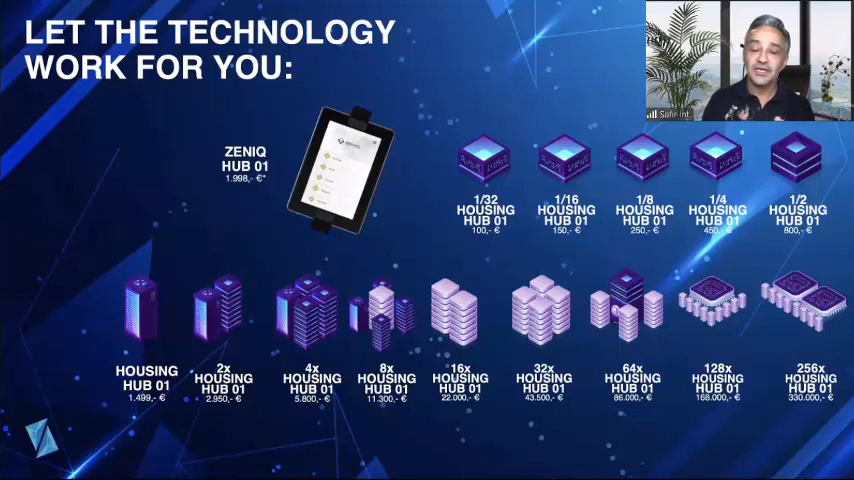 LET THE TECHNOLOGY
WORK FOR YOU:
Safir-Int.
ZENIQ
HUB 01
1.998,- €*
1/32
HOUSING
HUB 01
100,- €
1/16
HOUSING
HUB 01
150,- €
1/8
HOUSING
HUB 01
250,- €
1/4
HOUSING
HUB 01
450,- €
1/2
HOUSING
HUB 01
800,- €
HOUSING
HUB 01
1.499,- €
2x
HOUSING
HUB 01
2.950,- €
4x
HOUSING
HUB 01
5.800,- €
8x
HOUSING
HUB 01
11.300,- €
16x
HOUSING
HUB 01
22.000,- €
32x
HOUSING
HUB 01
43.500,- €
64x
HOUSING
HUB 01
86.000,- €
128x
HOUSING
HUB 01
168.000,- €
256x
HOUSING
HUB 01
330.000,- €